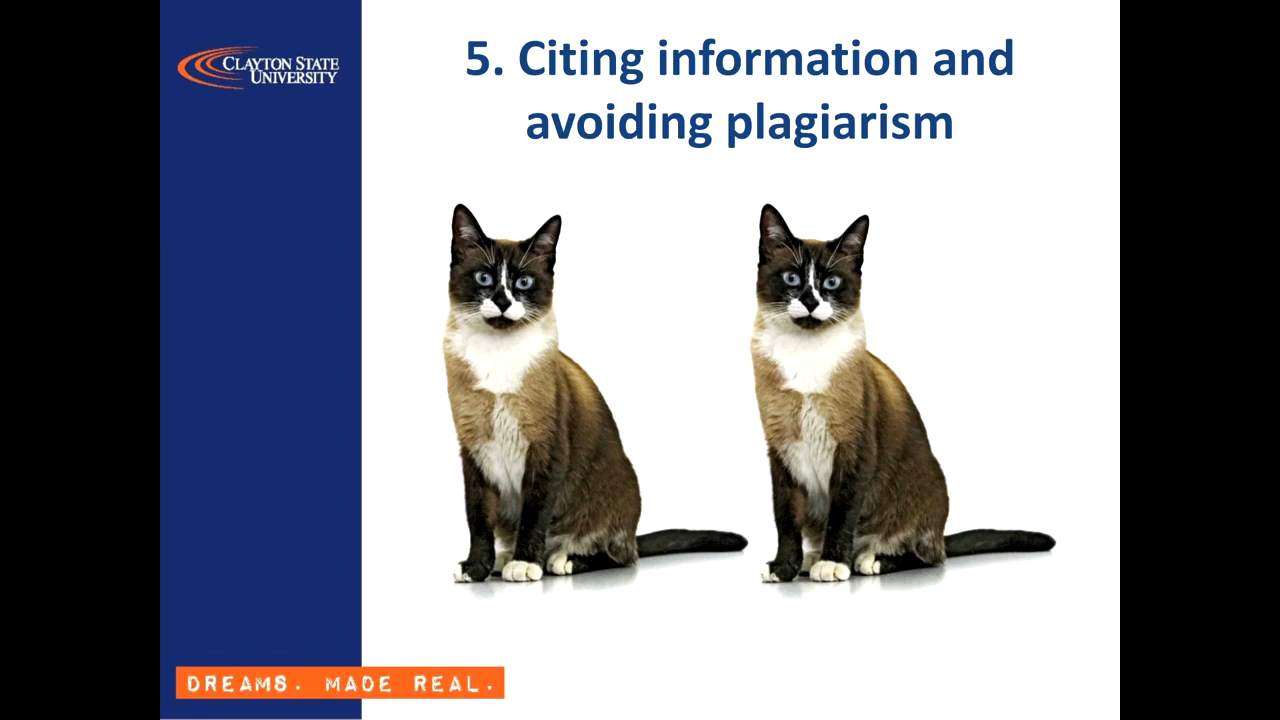 CLAYTON STATE
UNIVERSITY
5. Citing information and
avoiding plagiarism
DREAMS. MADE REAL.